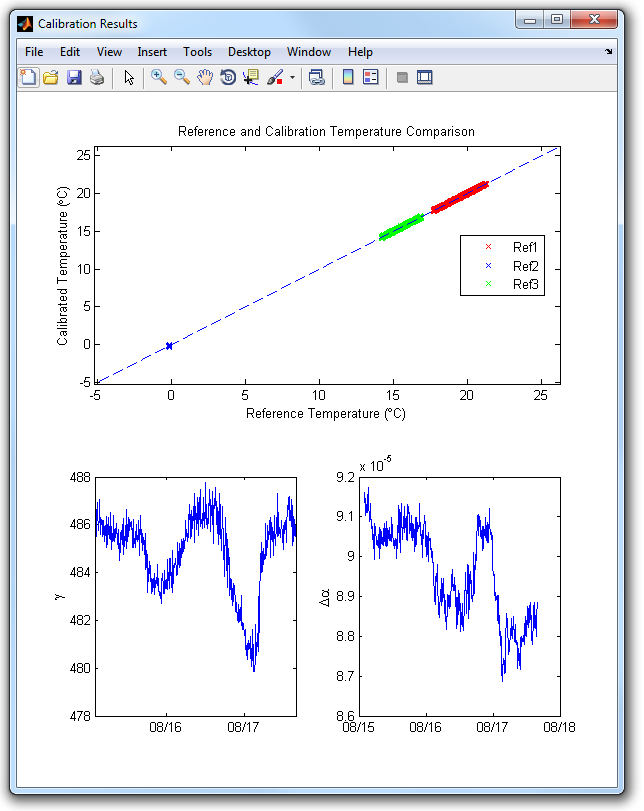 Calibration Results
File Edit View Insert Tools Desktop Window Help
Reference and Calibration Temperature Comparison
25
20
15
10
5
0
-5
Calibrated Temperature (°C)
Ref1
Ref2
Ref3
-5 0 5 10 15 20 25
Reference Temperature (°C)
488
486
484
482
480
478
γ
08/16 08/17
x 10-5
9.2
9.1
9
8.9
8.8
8.7
8.6
Δα
08/15 08/16 08/17 08/18